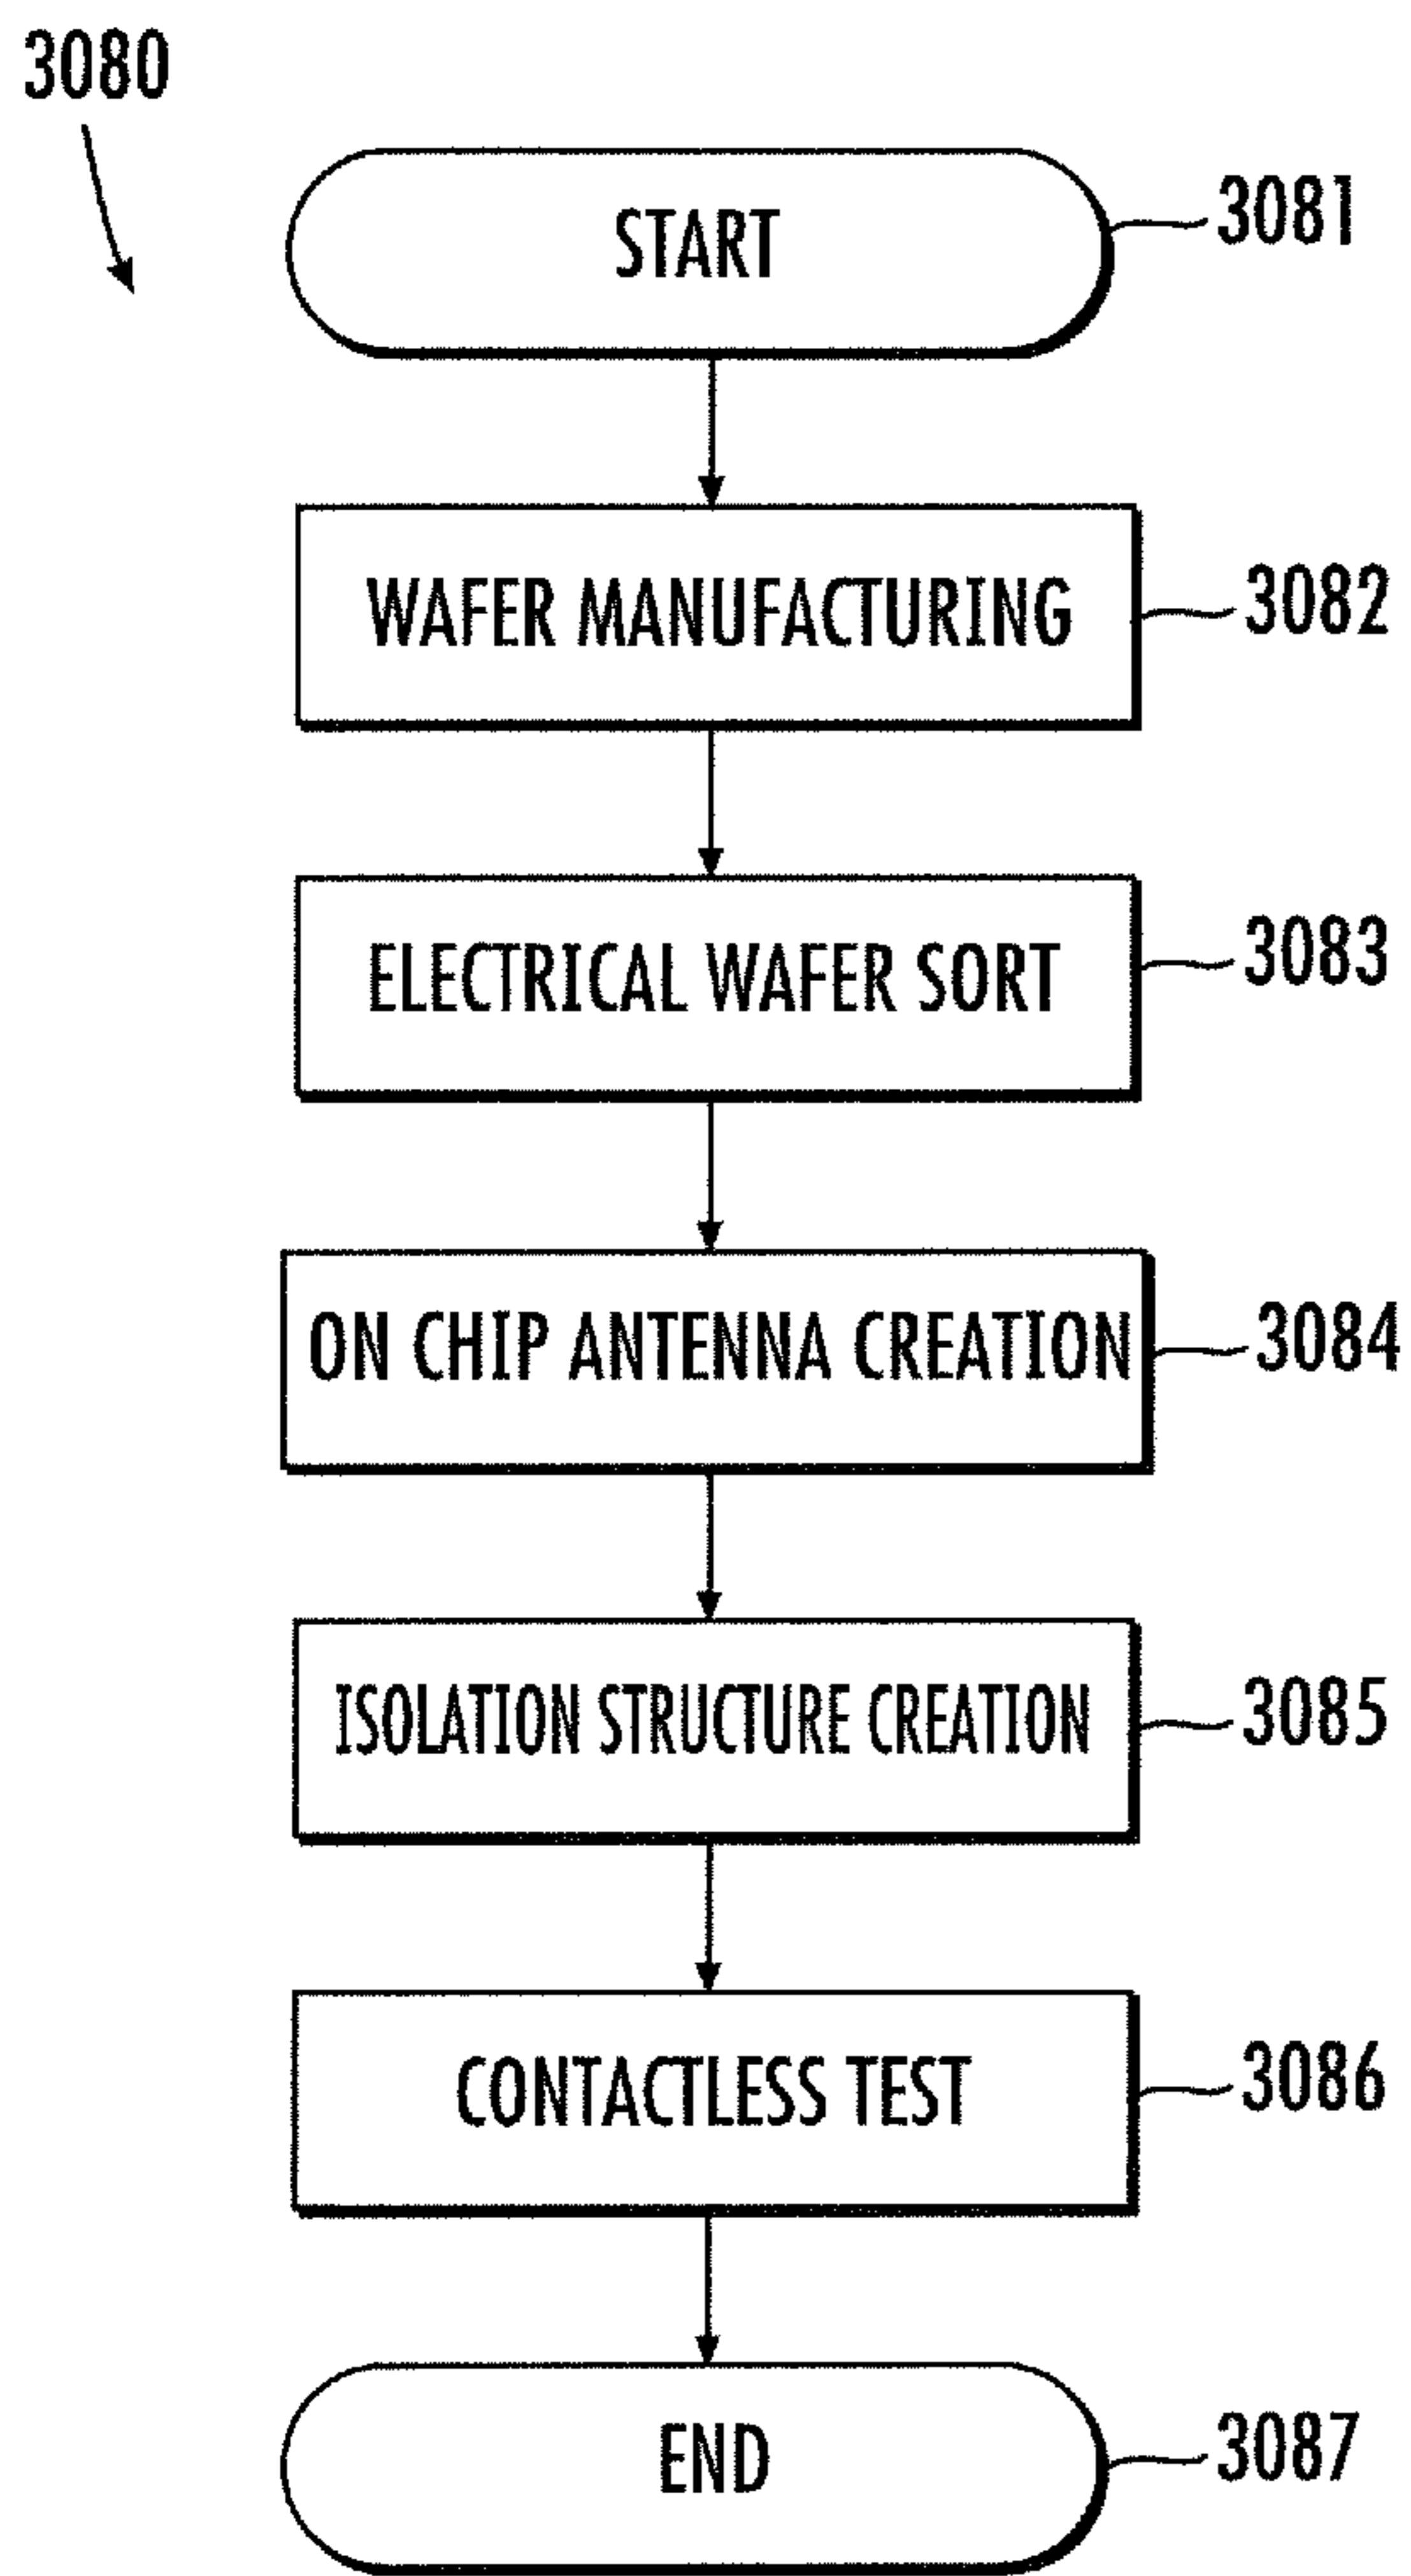 3080
START
3081
WAFER MANUFACTURING
3082
ELECTRICAL WAFER SORT
3083
ON CHIP ANTENNA CREATION
3084
ISOLATION STRUCTURE CREATION
3085
CONTACTLESS TEST
3086
END
3087